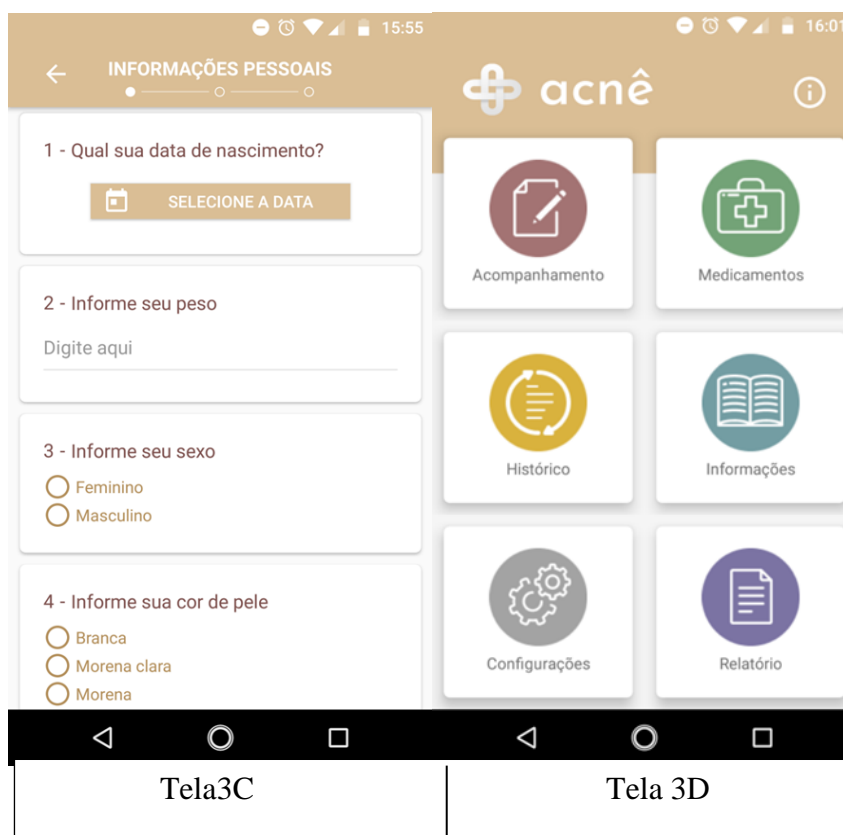 15:55
INFORMAÇÕES PESSOAIS
1 - Qual sua data de nascimento?
SELECIONE A DATA
2 - Informe seu peso
Digite aqui
3 - Informe seu sexo
Feminino
Masculino
4 - Informe sua cor de pele
Branca
Morena clara
Morena
Tela3C
16:01
acnê
Acompanhamento
Medicamentos
Histórico
Informações
Configurações
Relatório
Tela 3D